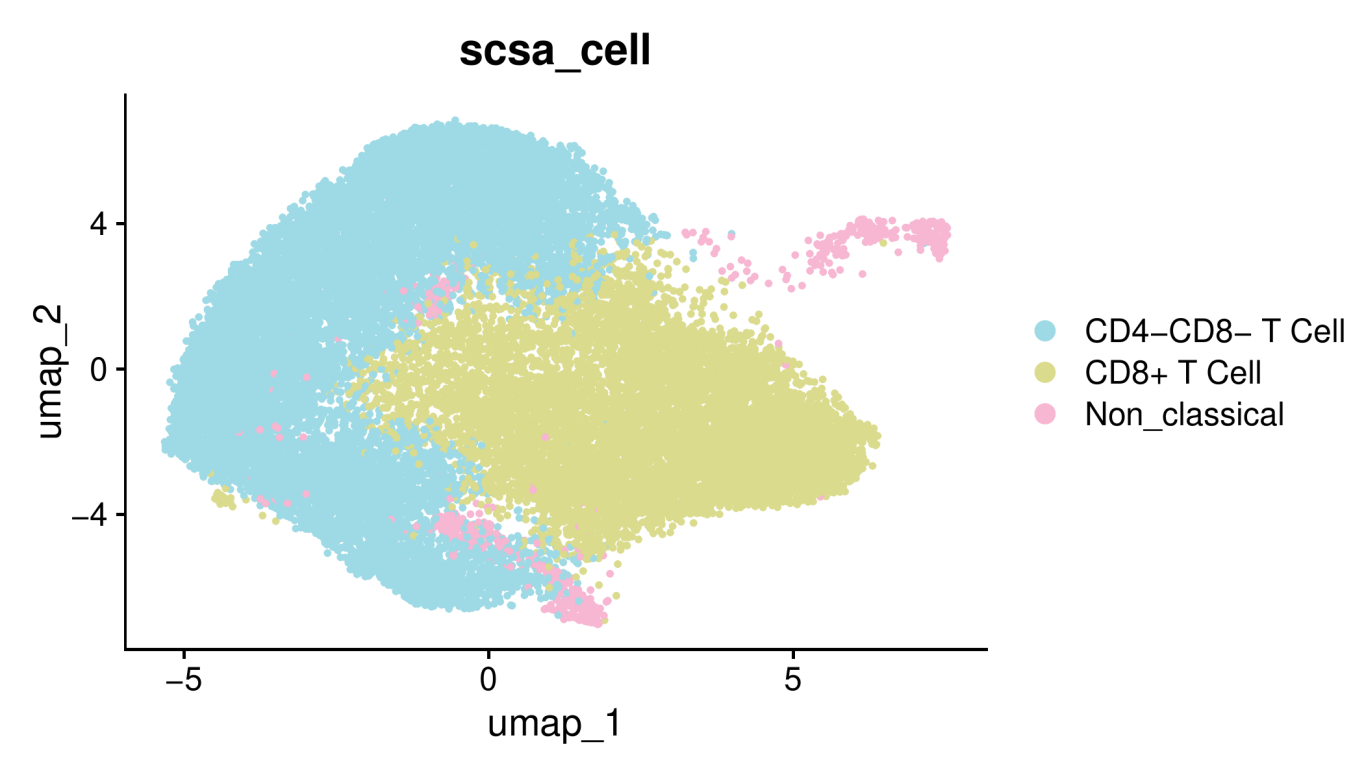 scsa_cell
4
0
−4
umap_2
−5
0
5
umap_1
CD4−CD8− T Cell
CD8+ T Cell
Non_classical